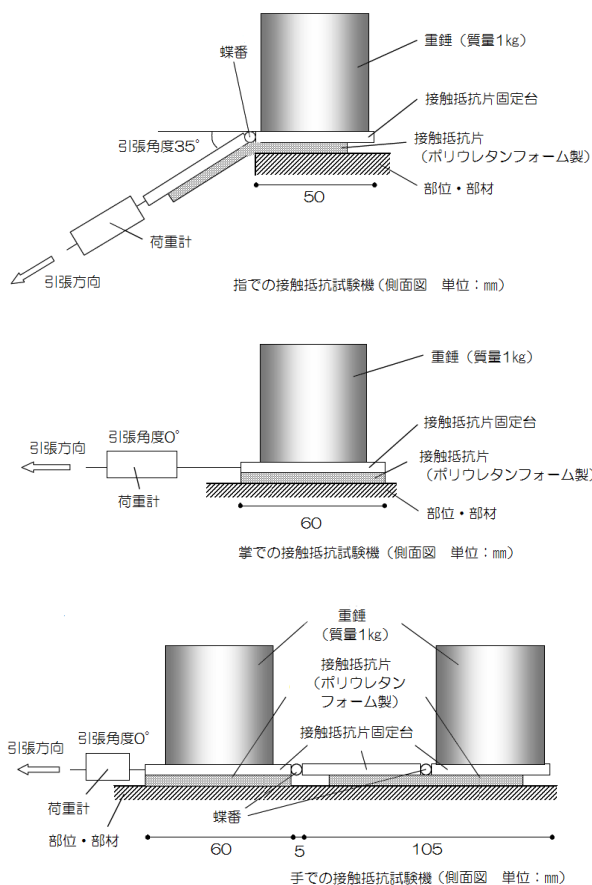 重錘(質量1kg)
蝶番
接触抵抗片固定台
引張角度35°
接触抵抗片
(ポリウレタンフォーム製)
部位・部材
50
荷重計
引張方向
指での接触抵抗試験機(側面図 単位:㎜)
重錘(質量1kg)
接触抵抗片固定台
引張角度0°
引張方向
接触抵抗片
(ポリウレタンフォーム製)
荷重計
部位・部材
60
掌での接触抵抗試験機(側面図 単位:㎜)
重錘
(質量1kg)
接触抵抗片
(ポリウレタン
フォーム製)
接触抵抗片固定台
引張角度0°
引張方向
荷重計
蝶番
部位・部材
60
5
105
手での接触抵抗試験機(側面図 単位:㎜)